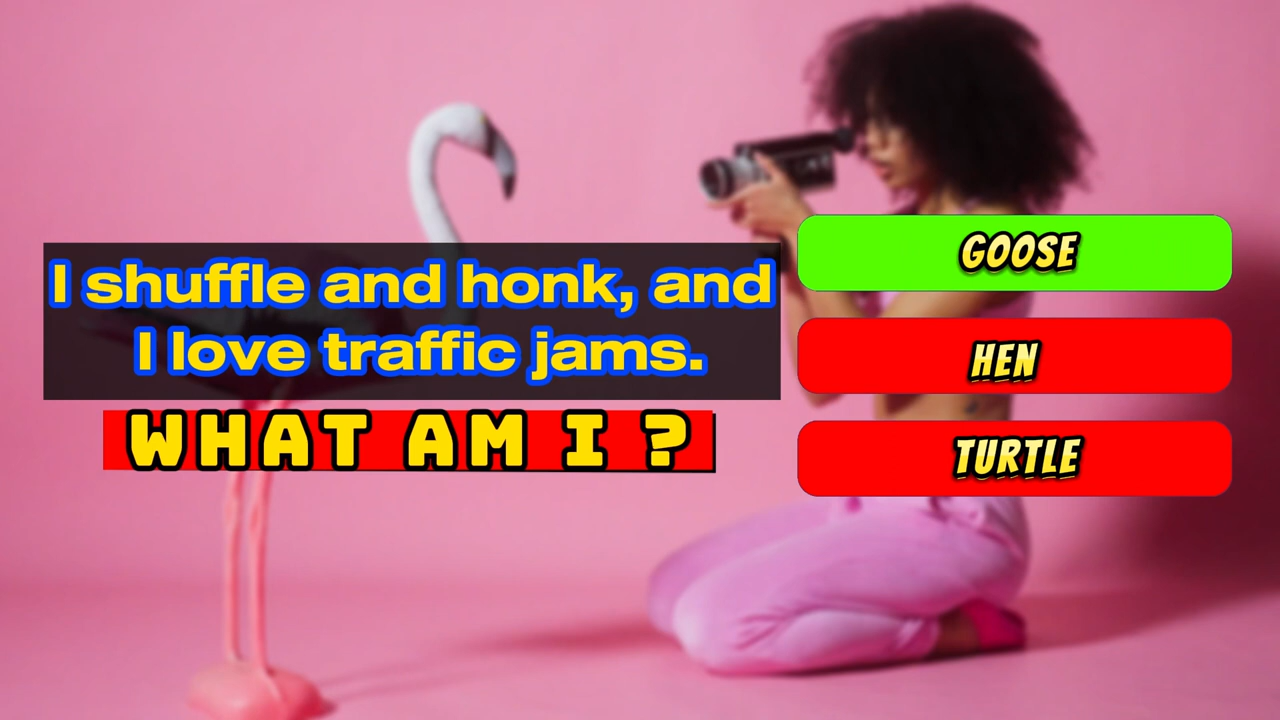 I shuffle and honk, and
I love traffic jams.
WHAT AM I ?
GOOSE
HEN
TURTLE